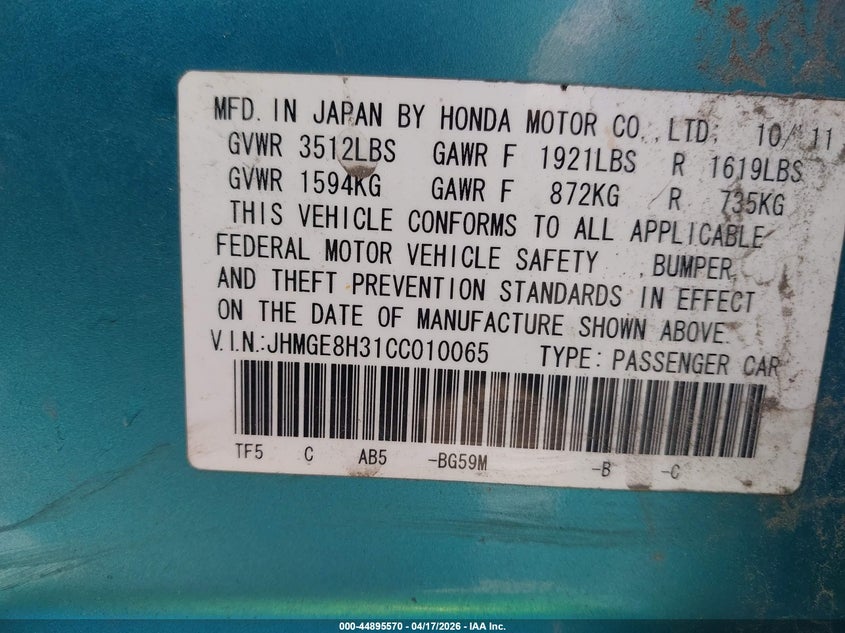 MFD. IN JAPAN BY HONDA MOTOR CO., LTD. 10/11
GVWR 3512LBS GAWR F 1921LBS R 1619LBS
GVWR 1594KG GAWR F 872KG R 735KG
THIS VEHICLE CONFORMS TO ALL APPLICABLE
FEDERAL MOTOR VEHICLE SAFETY , BUMPER,
AND THEFT PREVENTION STANDARDS IN EFFECT
ON THE DATE OF MANUFACTURE SHOWN ABOVE.
V.I.N.:JHMGE8H31CC010065 TYPE: PASSENGER CAR
TF5 C AB5 -BG59M -B -C
000-44895570 - 04/17/2026 - IAA Inc.